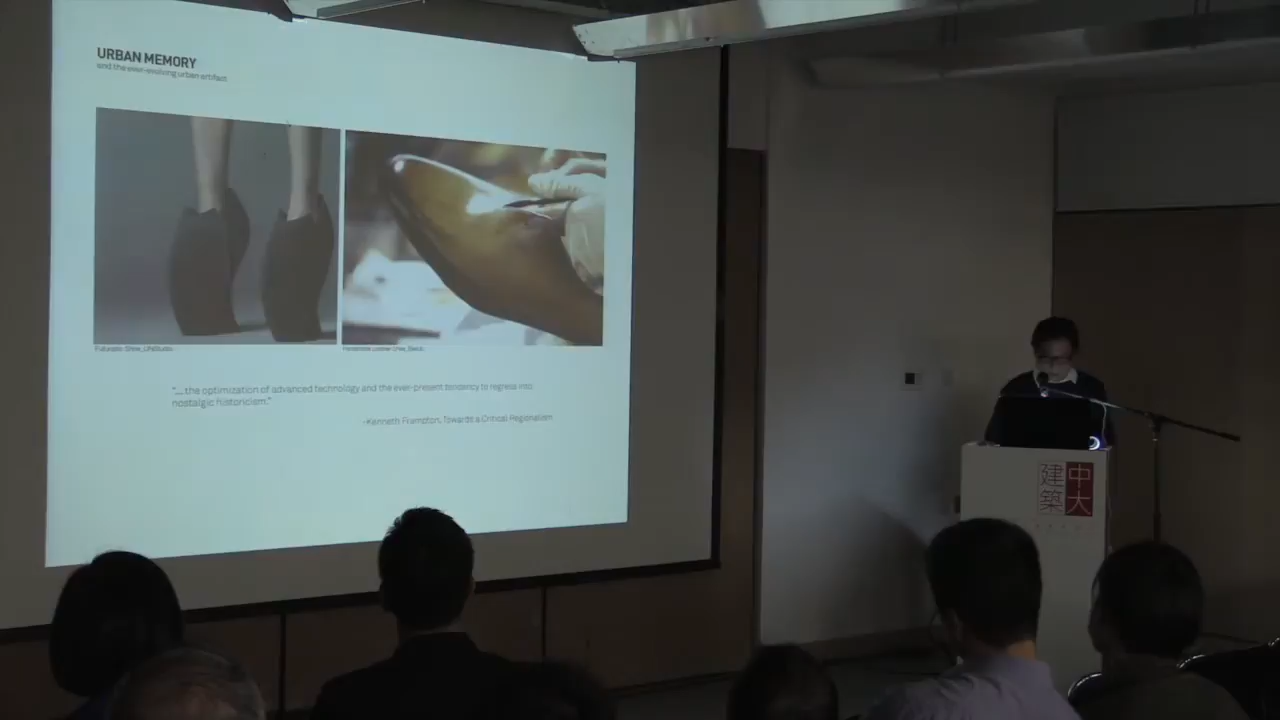 URBAN MEMORY
and the ever-evolving urban artifact
"... the optimization of advanced technology and the ever-present tendency to regress into
nostalgic historicism."
-Kenneth Frampton, Towards a Critical Regionalism
建 中
築 大